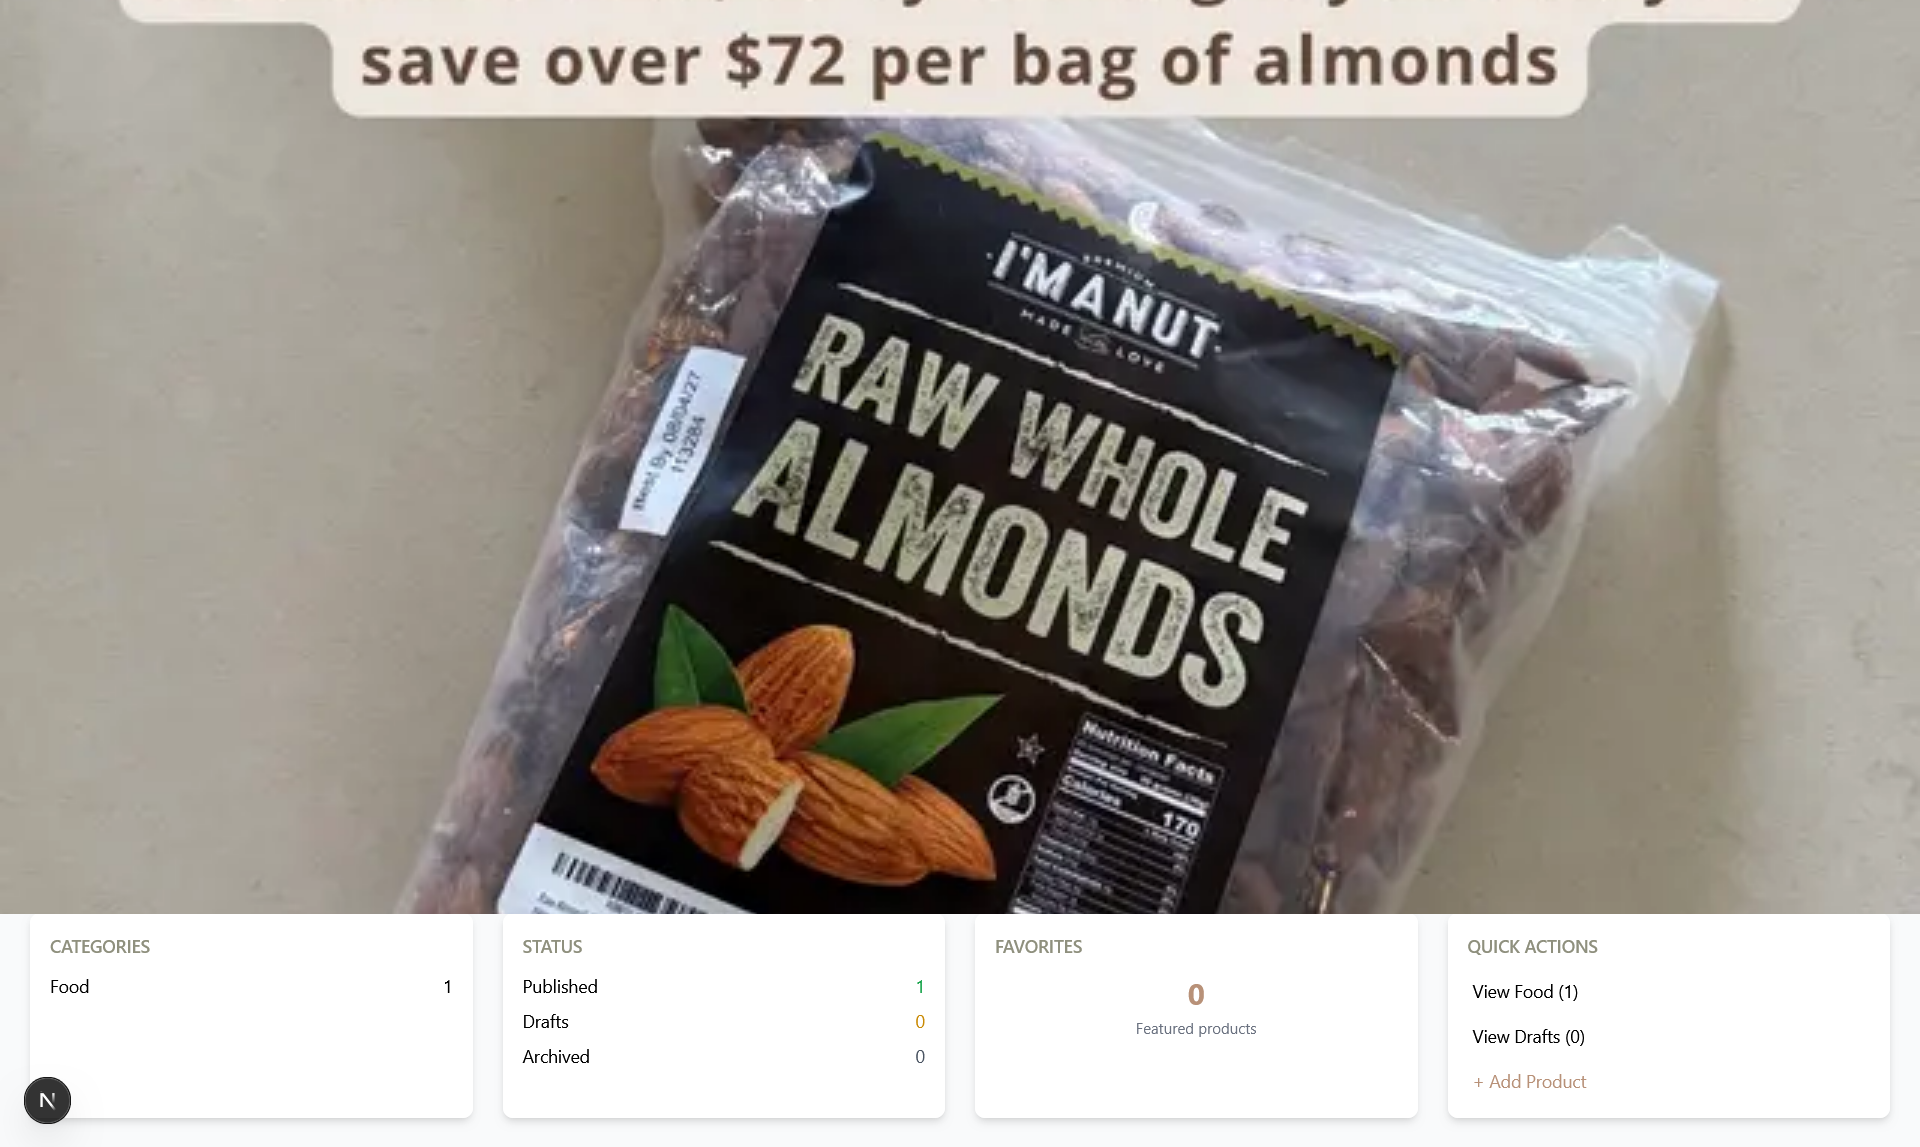 save over $72 per bag of almonds
PREMIUM
I'M A NUT
MADE LOVE
RAW WHOLE
ALMONDS
Best By 08/04/27
113284
Nutrition Facts
Calories
170
CATEGORIES
Food 1
STATUS
Published 1
Drafts 0
Archived 0
FAVORITES
0
Featured products
QUICK ACTIONS
View Food (1)
View Drafts (0)
+ Add Product
N